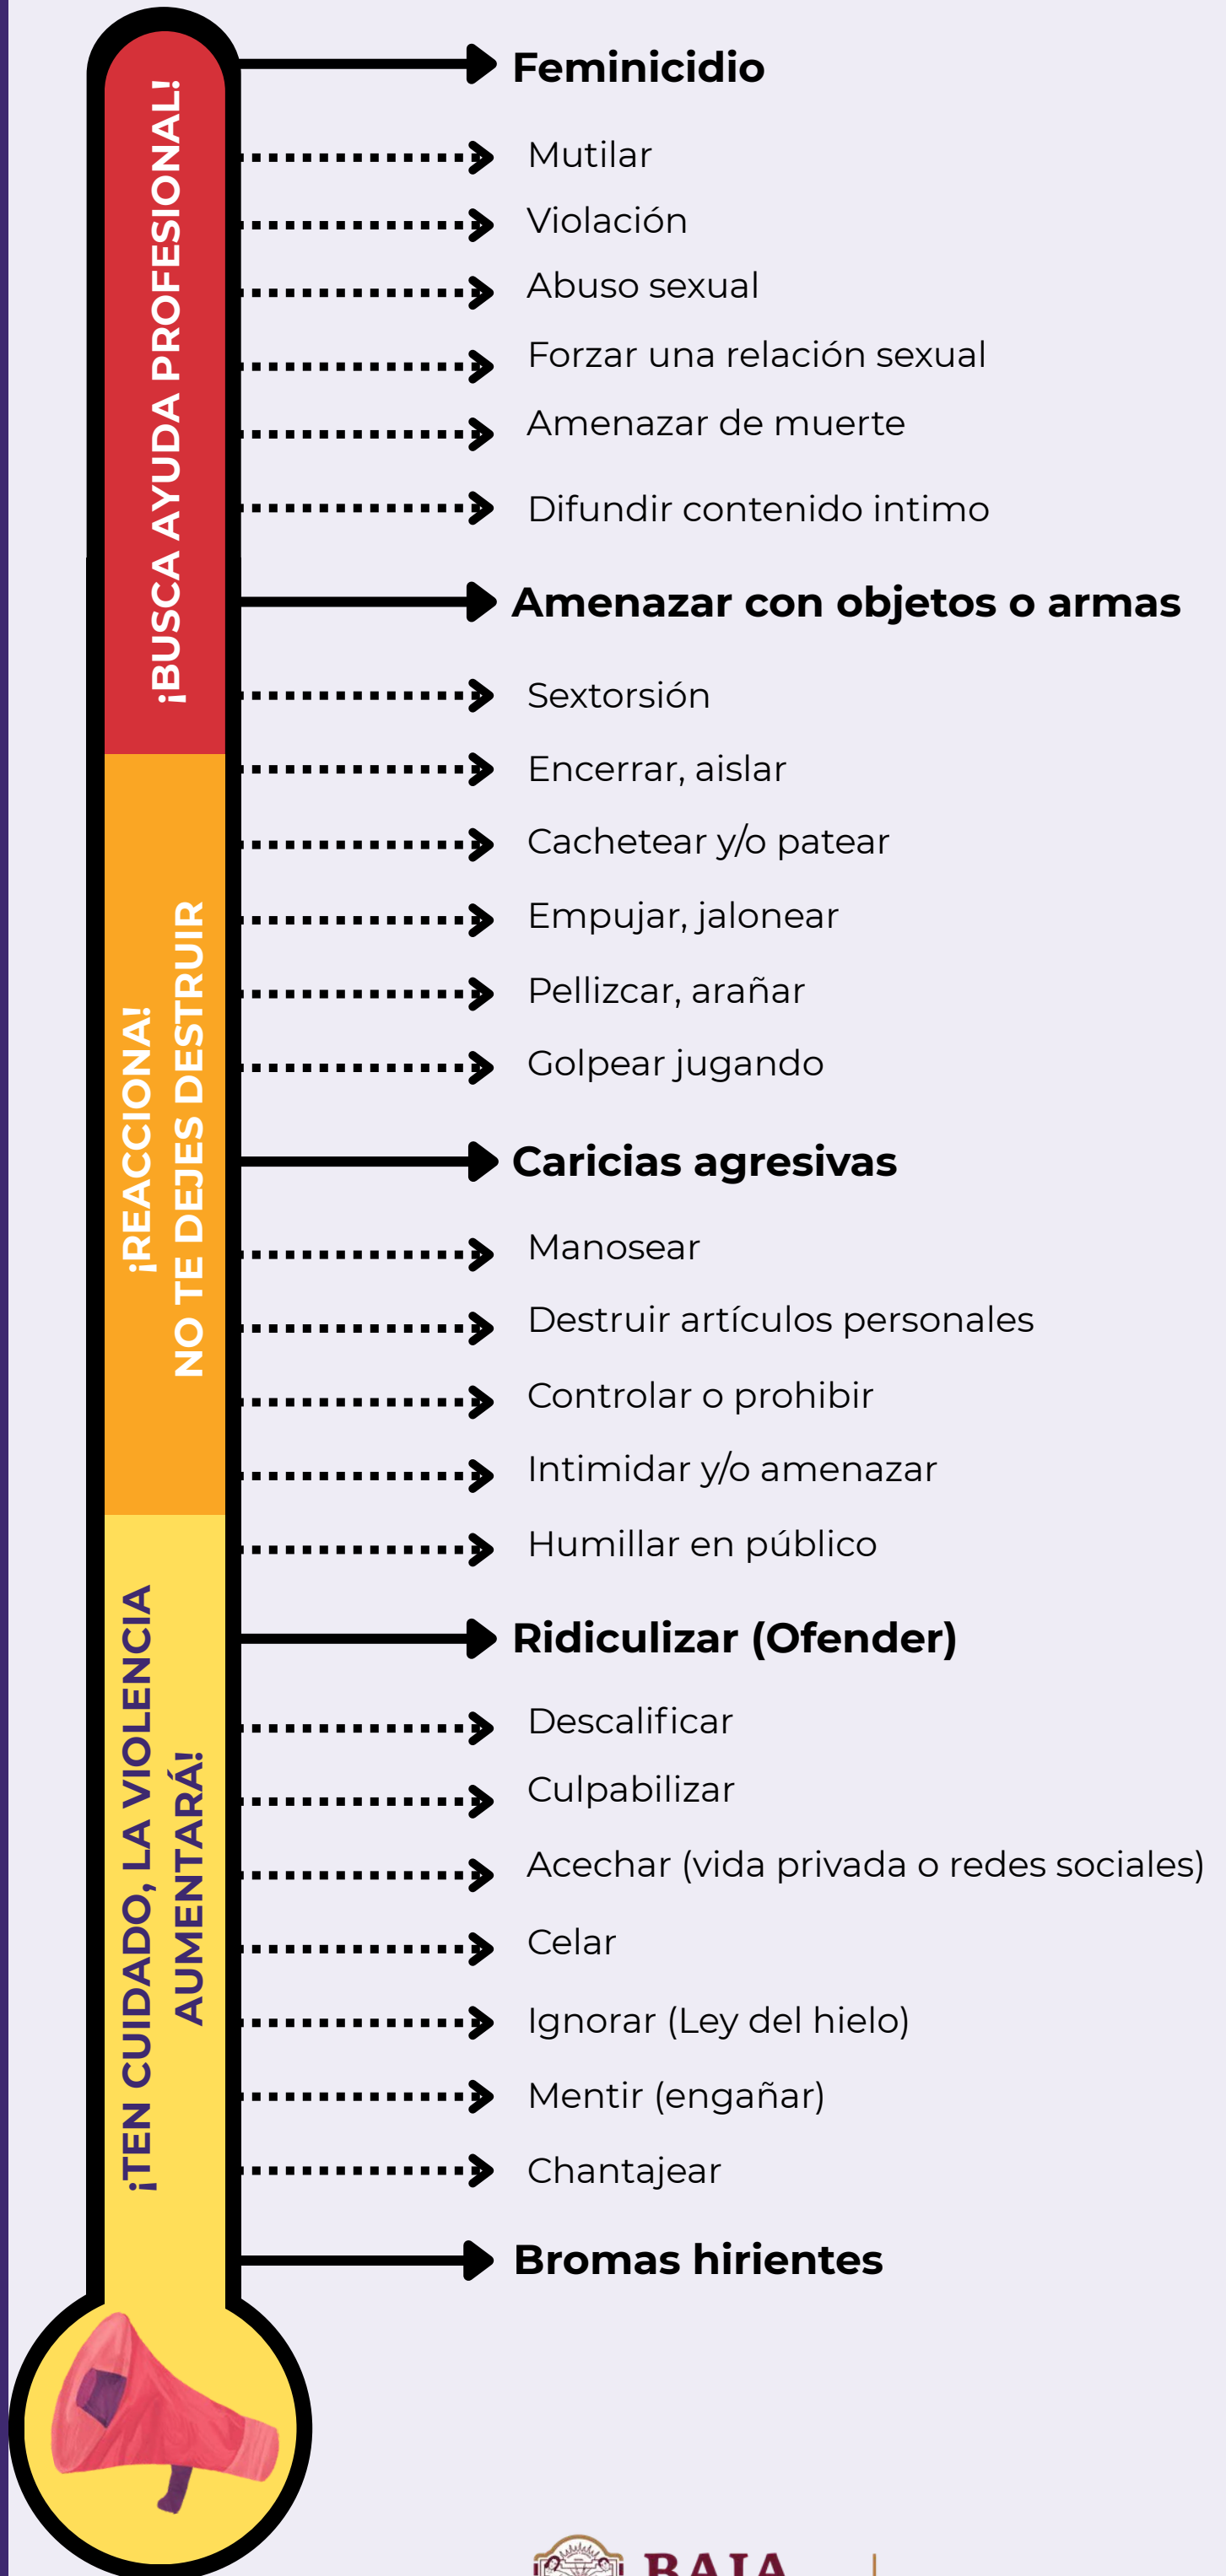 Feminicidio
Mutilar
Violación
Abuso sexual
Forzar una relación sexual
Amenazar de muerte
Difundir contenido intimo
Amenazar con objetos o armas
Sextorsión
¡BUSCA AYUDA PROFESIONAL!
Encerrar, aislar
Cachetear y/o patear
Empujar, jalonear
Pellizcar, arañar
Golpear jugando
Caricias agresivas
Manosear
Destruir artículos personales
Controlar o prohibir
Intimidar y/o amenazar
¡REACCIONA!
NO TE DEJES DESTRUIR
Humillar en público
Ridiculizar (Ofender)
Descalificar
Culpabilizar
Acechar (vida privada o redes sociales)
Celar
Ignorar (Ley del hielo)
Mentir (engañar)
Chantajear
Bromas hirientes
¡TEN CUIDADO, LA VIOLENCIA
AUMENTARÁ!
BAJA